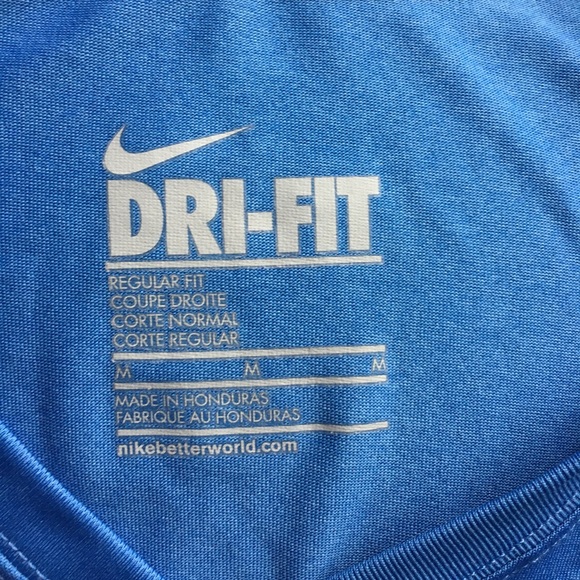 DRI-FIT
REGULAR FIT
COUPE DROITE
CORTE NORMAL
CORTE REGULAR
M M M
MADE IN HONDURAS
FABRIQUE AU HONDURAS
nikebetterworld.com